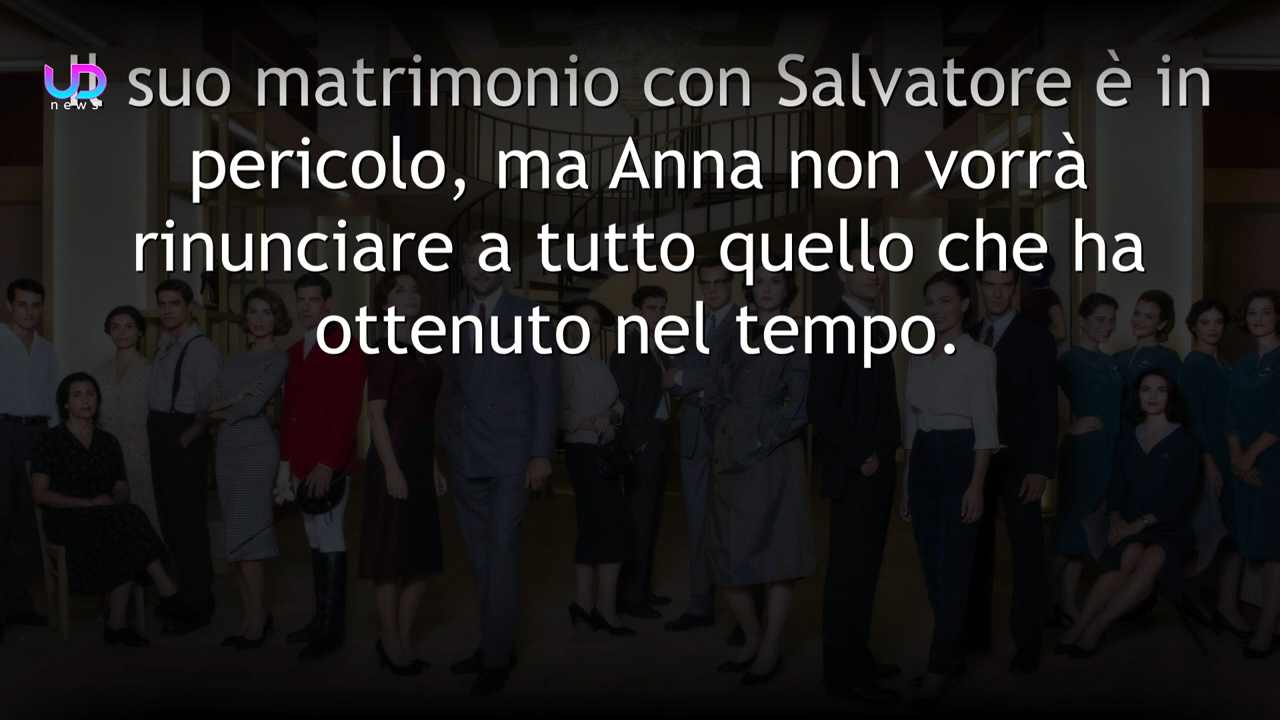 UD
news
suo matrimonio con Salvatore è in
pericolo, ma Anna non vorrà
rinunciare a tutto quello che ha
ottenuto nel tempo.